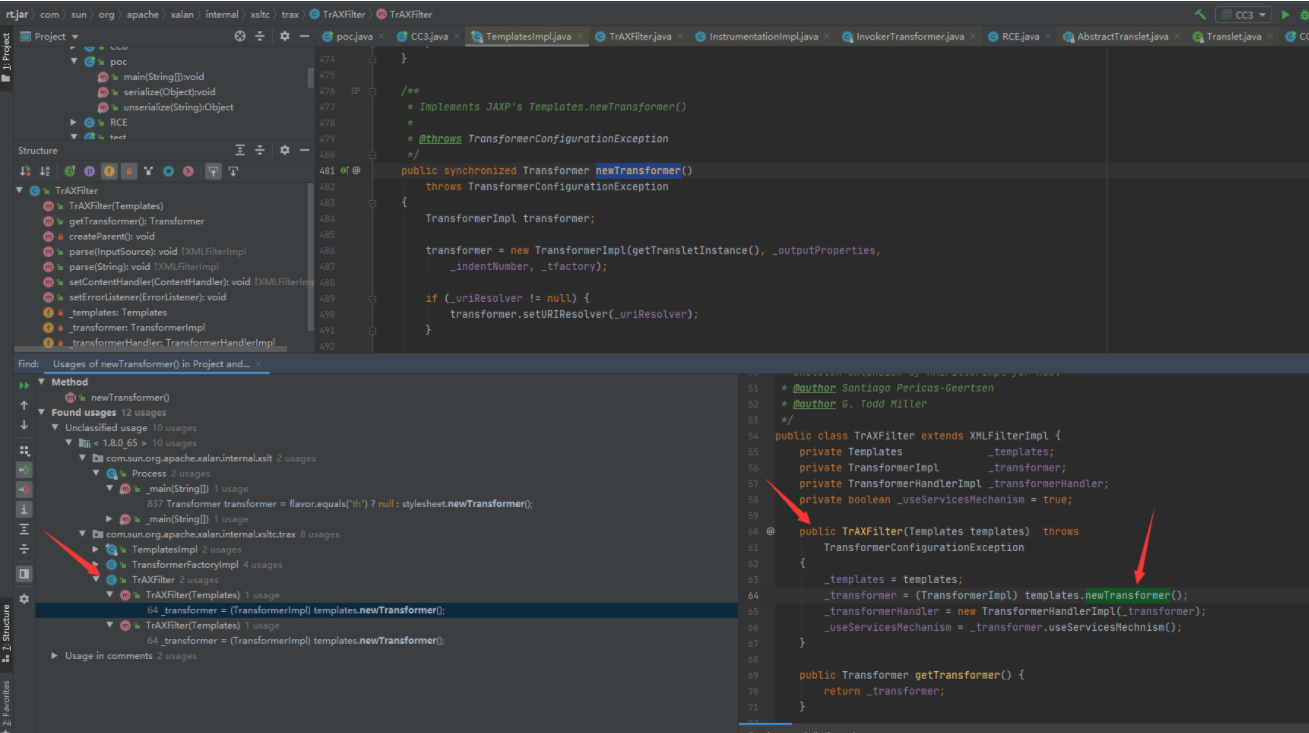 rt.jar com sun org apache xalan internal xsltc trax TrAXFilter TrAXFilter CC3
Project
poc.java CC3.java TemplatesImpl.java TrAXFilter.java InstrumentationImpl.java InvokerTransformer.java RCE.java AbstractTranslet.java Translet.java
1: Project
CC6
poc
main(String[]):void
serialize(Object):void
unserialize(String):Object
RCE
test
Structure
TrAXFilter
TrAXFilter(Templates)
getTransformer(): Transformer
createParent(): void
parse(InputSource): void ↑XMLFilterImpl
parse(String): void ↑XMLFilterImpl
setContentHandler(ContentHandler): void ↑XMLFilterImpl
setErrorListener(ErrorListener): void
_templates: Templates
_transformer: TransformerImpl
_transformerHandler: TransformerHandlerImpl
474 }
475
476 /**
477 * Implements JAXP's Templates.newTransformer()
478 *
479 * @throws TransformerConfigurationException
480 */
481 public synchronized Transformer newTransformer()
482 throws TransformerConfigurationException
483 {
484 TransformerImpl transformer;
485
486 transformer = new TransformerImpl(getTransletInstance(), _outputProperties,
487 _indentNumber, _tfactory);
488
489 if (_uriResolver != null) {
490 transformer.setURIResolver(_uriResolver);
491 }
492
Find: Usages of newTransformer() in Project and...
Method
newTransformer()
Found usages 12 usages
Unclassified usage 10 usages
< 1.8.0_65 > 10 usages
com.sun.org.apache.xalan.internal.xslt 2 usages
Process 2 usages
_main(String[]) 1 usage
837 Transformer transformer = flavor.equals("th") ? null : stylesheet.newTransformer();
_main(String[]) 1 usage
com.sun.org.apache.xalan.internal.xsltc.trax 8 usages
TemplatesImpl 2 usages
TransformerFactoryImpl 4 usages
TrAXFilter 2 usages
TrAXFilter(Templates) 1 usage
64 _transformer = (TransformerImpl) templates.newTransformer();
TrAXFilter(Templates) 1 usage
64 _transformer = (TransformerImpl) templates.newTransformer();
Usage in comments 2 usages
7: Structure
2: Favorites
51 * @author Santiago Pericas-Geertsen
52 * @author G. Todd Miller
53 */
54 public class TrAXFilter extends XMLFilterImpl {
55 private Templates _templates;
56 private TransformerImpl _transformer;
57 private TransformerHandlerImpl _transformerHandler;
58 private boolean _useServicesMechanism = true;
59
60 @ public TrAXFilter(Templates templates) throws
61 TransformerConfigurationException
62 {
63 _templates = templates;
64 _transformer = (TransformerImpl) templates.newTransformer();
65 _transformerHandler = new TransformerHandlerImpl(_transformer);
66 _useServicesMechanism = _transformer.useServicesMechnism();
67 }
68
69 public Transformer getTransformer() {
70 return _transformer;
71 }